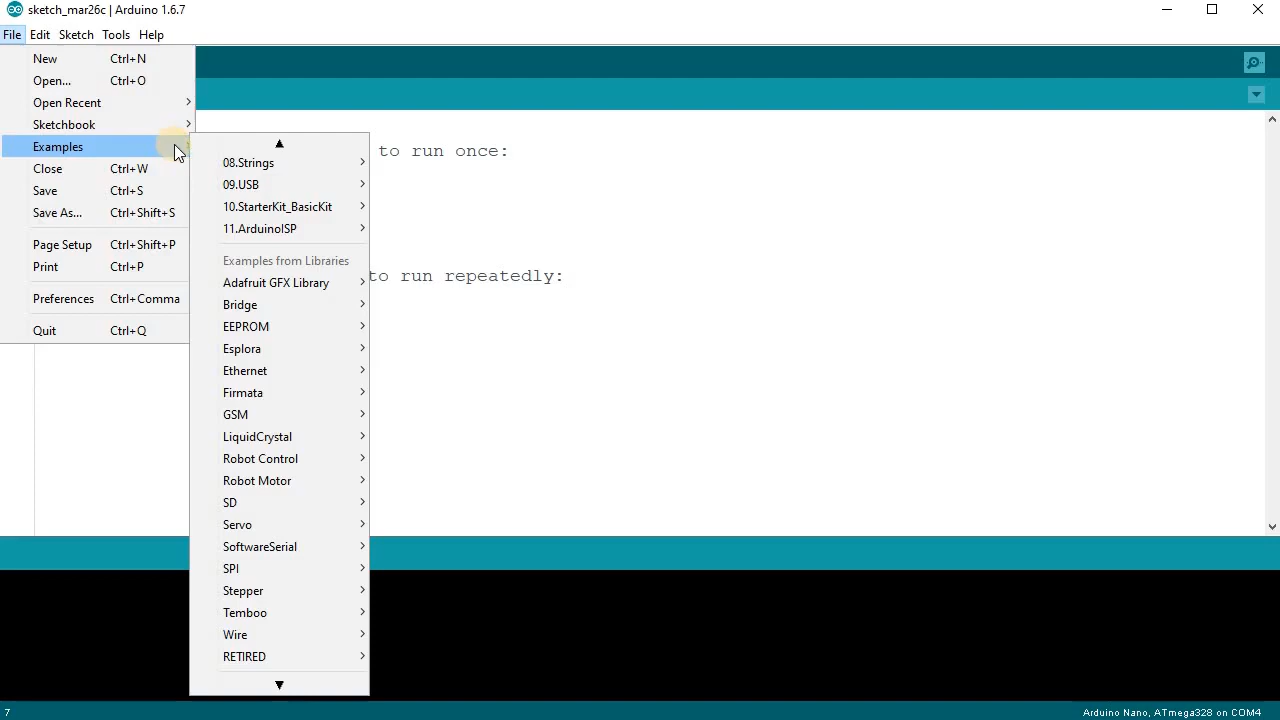 sketch_mar26c | Arduino 1.6.7
File Edit Sketch Tools Help
New Ctrl+N
Open... Ctrl+O
Open Recent
Sketchbook
Examples
Close Ctrl+W
Save Ctrl+S
Save As... Ctrl+Shift+S
Page Setup Ctrl+Shift+P
Print Ctrl+P
Preferences Ctrl+Comma
Quit Ctrl+Q
08.Strings
09.USB
10.StarterKit_BasicKit
11.ArduinoISP
Examples from Libraries
Adafruit GFX Library
Bridge
EEPROM
Esplora
Ethernet
Firmata
GSM
LiquidCrystal
Robot Control
Robot Motor
SD
Servo
SoftwareSerial
SPI
Stepper
Temboo
Wire
RETIRED
to run once:
to run repeatedly:
7
Arduino Nano, ATmega328 on COM4